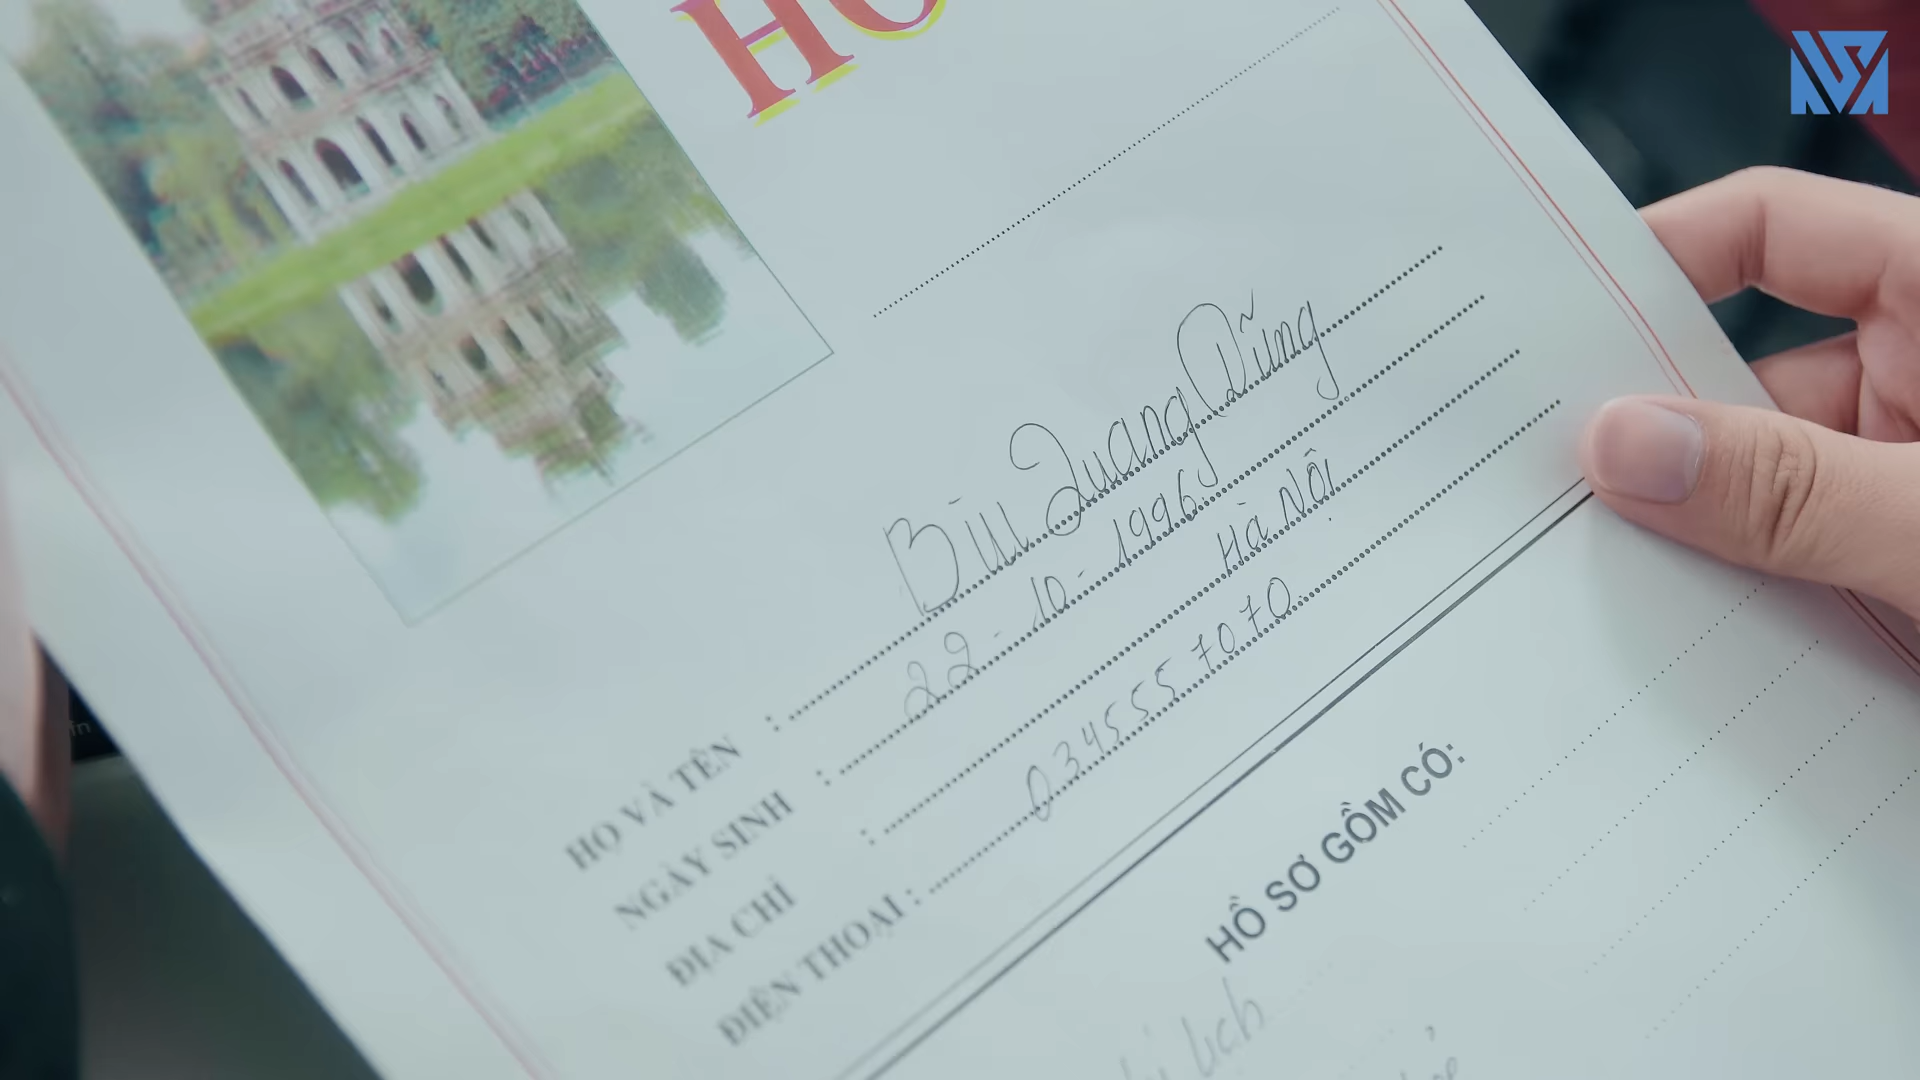 HỌ VÀ TÊN : Bùi Quang Dũng
NGÀY SINH : 22-10-1996
ĐỊA CHỈ : Hà Nội
ĐIỆN THOẠI : 0345557070
HỒ SƠ GỒM CÓ:
lịch